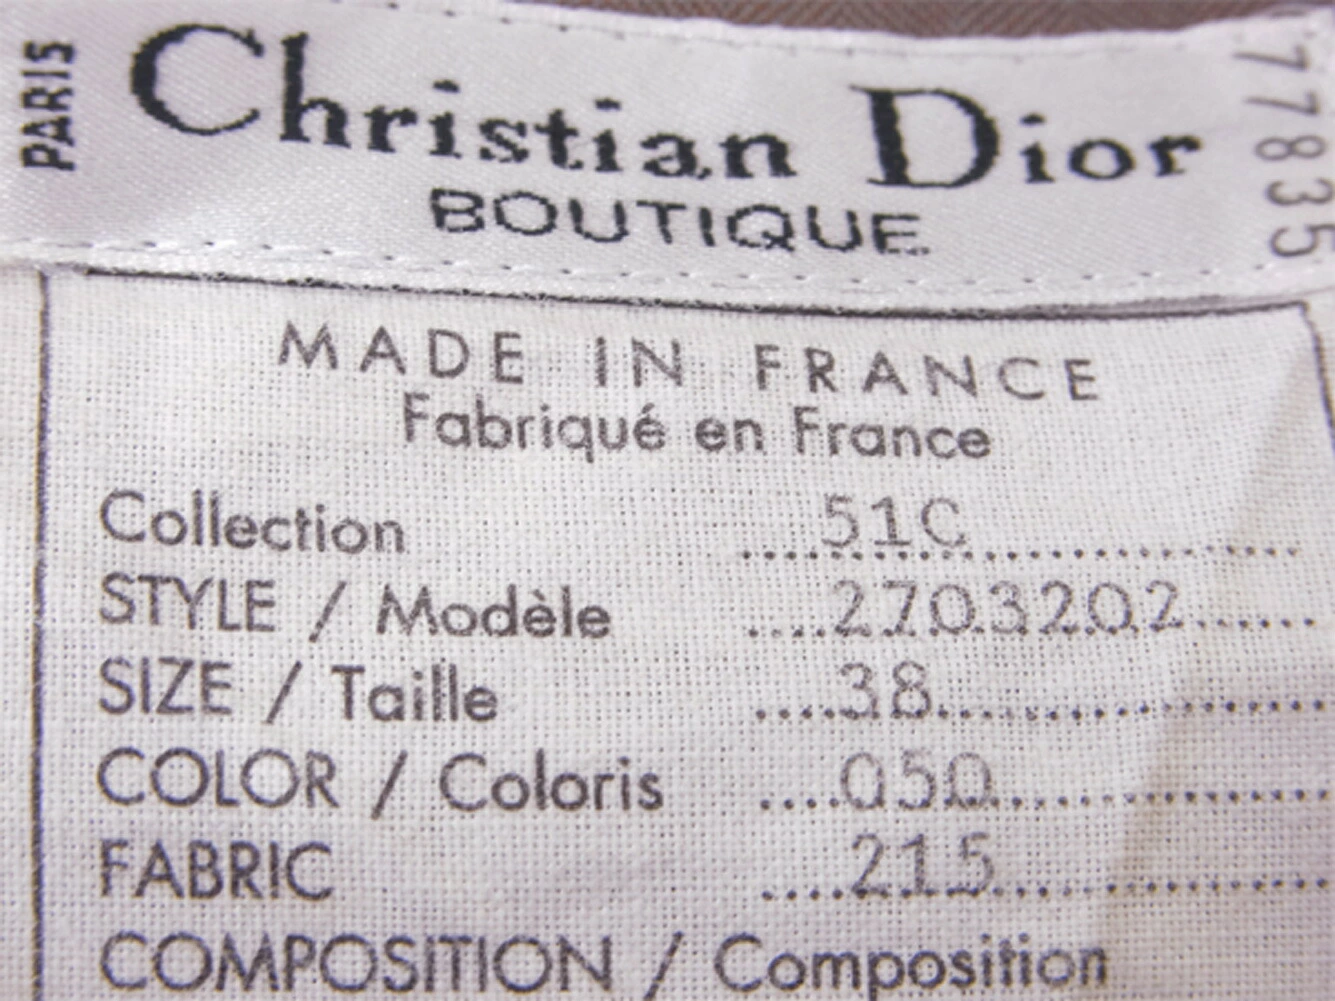 PARIS
Christian Dior
BOUTIQUE
77835
MADE IN FRANCE
Fabriqué en France
Collection ....51C....
STYLE / Modèle ....2703202....
SIZE / Taille ....38....
COLOR / Coloris ....050....
FABRIC ....215....
COMPOSITION / Composition